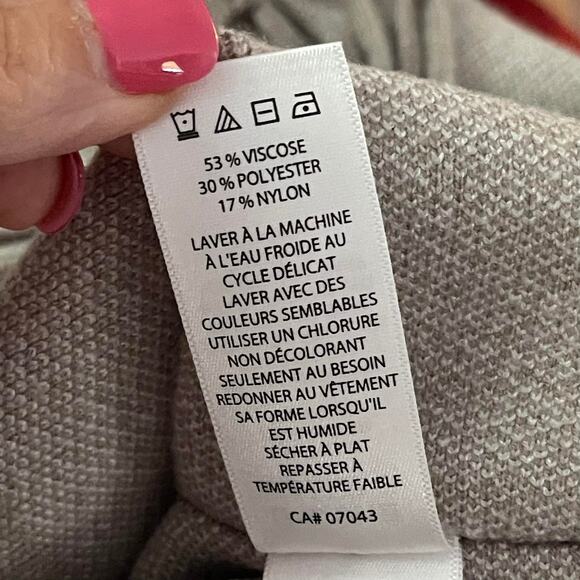 53 % VISCOSE
30 % POLYESTER
17 % NYLON
LAVER À LA MACHINE
À L'EAU FROIDE AU
CYCLE DÉLICAT
LAVER AVEC DES
COULEURS SEMBLABLES
UTILISER UN CHLORURE
NON DÉCOLORANT
SEULEMENT AU BESOIN
REDONNER AU VÊTEMENT
SA FORME LORSQU'IL
EST HUMIDE
SÉCHER À PLAT
REPASSER À
TEMPÉRATURE FAIBLE
CA# 07043